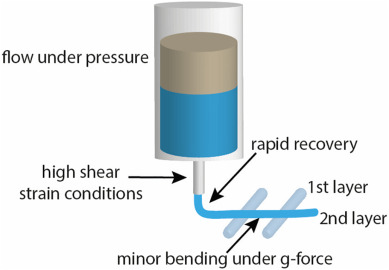 flow under pressure
rapid recovery
high shear
strain conditions
1st layer
2nd layer
minor bending under g-force